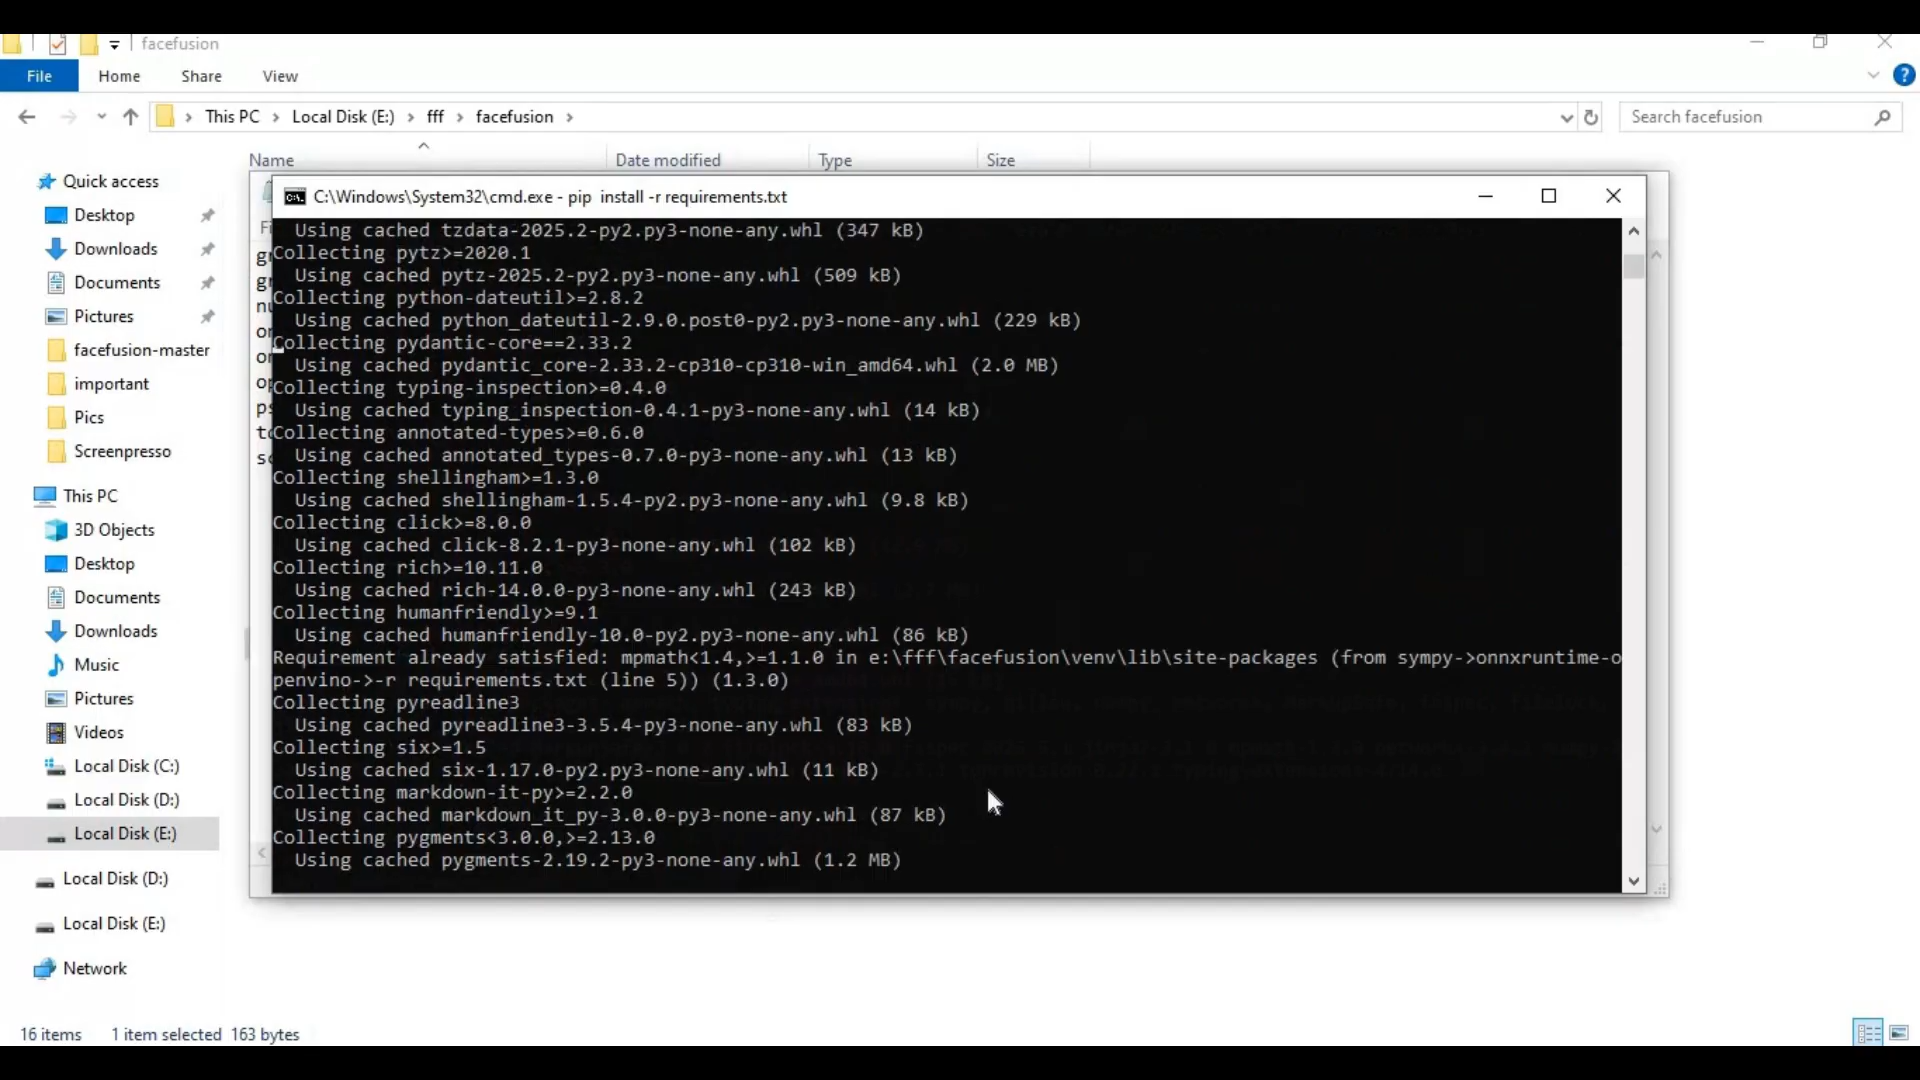 facefusion
File Home Share View
This PC Local Disk (E:) fff facefusion
Search facefusion
Name Date modified Type Size
Quick access
Desktop
Downloads
Documents
Pictures
facefusion-master
important
Pics
Screenpresso
This PC
3D Objects
Desktop
Documents
Downloads
Music
Pictures
Videos
Local Disk (C:)
Local Disk (D:)
Local Disk (E:)
Local Disk (D:)
Local Disk (E:)
Network
C:\Windows\System32\cmd.exe - pip  install -r requirements.txt
Using cached tzdata-2025.2-py2.py3-none-any.whl (347 kB)
Collecting pytz>=2020.1
Using cached pytz-2025.2-py2.py3-none-any.whl (509 kB)
Collecting python-dateutil>=2.8.2
Using cached python_dateutil-2.9.0.post0-py2.py3-none-any.whl (229 kB)
Collecting pydantic-core==2.33.2
Using cached pydantic_core-2.33.2-cp310-cp310-win_amd64.whl (2.0 MB)
Collecting typing-inspection>=0.4.0
Using cached typing_inspection-0.4.1-py3-none-any.whl (14 kB)
Collecting annotated-types>=0.6.0
Using cached annotated_types-0.7.0-py3-none-any.whl (13 kB)
Collecting shellingham>=1.3.0
Using cached shellingham-1.5.4-py2.py3-none-any.whl (9.8 kB)
Collecting click>=8.0.0
Using cached click-8.2.1-py3-none-any.whl (102 kB)
Collecting rich>=10.11.0
Using cached rich-14.0.0-py3-none-any.whl (243 kB)
Collecting humanfriendly>=9.1
Using cached humanfriendly-10.0-py2.py3-none-any.whl (86 kB)
Requirement already satisfied: mpmath<1.4,>=1.1.0 in e:\fff\facefusion\venv\lib\site-packages (from sympy->onnxruntime-o
penvino->-r requirements.txt (line 5)) (1.3.0)
Collecting pyreadline3
Using cached pyreadline3-3.5.4-py3-none-any.whl (83 kB)
Collecting six>=1.5
Using cached six-1.17.0-py2.py3-none-any.whl (11 kB)
Collecting markdown-it-py>=2.2.0
Using cached markdown_it_py-3.0.0-py3-none-any.whl (87 kB)
Collecting pygments<3.0.0,>=2.13.0
Using cached pygments-2.19.2-py3-none-any.whl (1.2 MB)
16 items 1 item selected 163 bytes